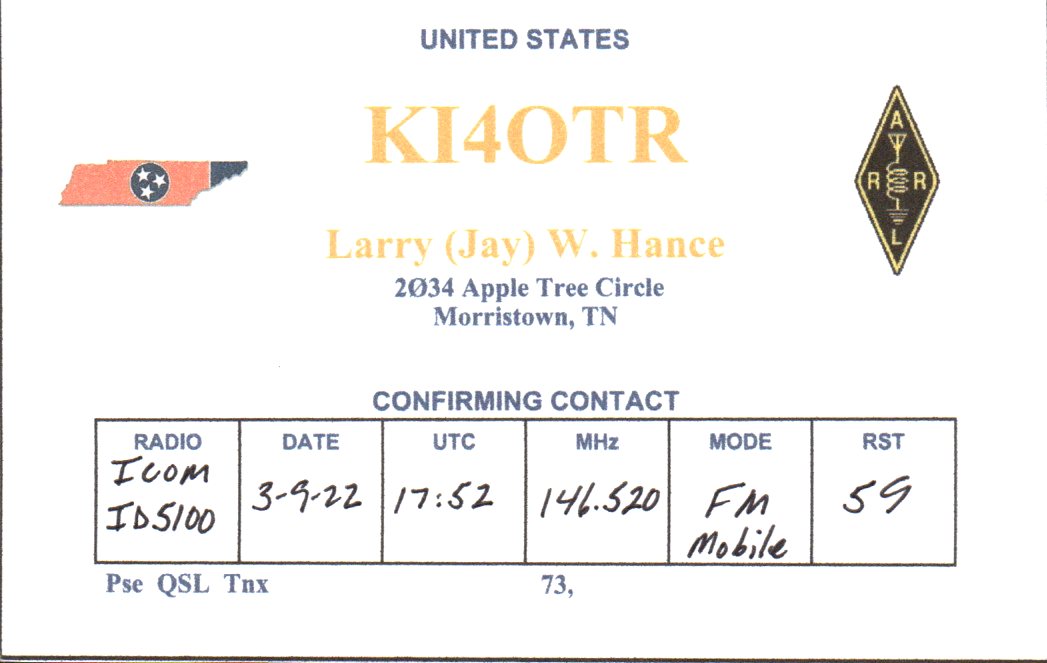 UNITED STATES
KI4OTR
A
R R
L
Larry (Jay) W. Hance
2Ø34 Apple Tree Circle
Morristown, TN
CONFIRMING CONTACT
RADIO DATE UTC MHz MODE RST
Icom ID5100 3-9-22 17:52 146.520 FM Mobile 59
Pse QSL Tnx 73,